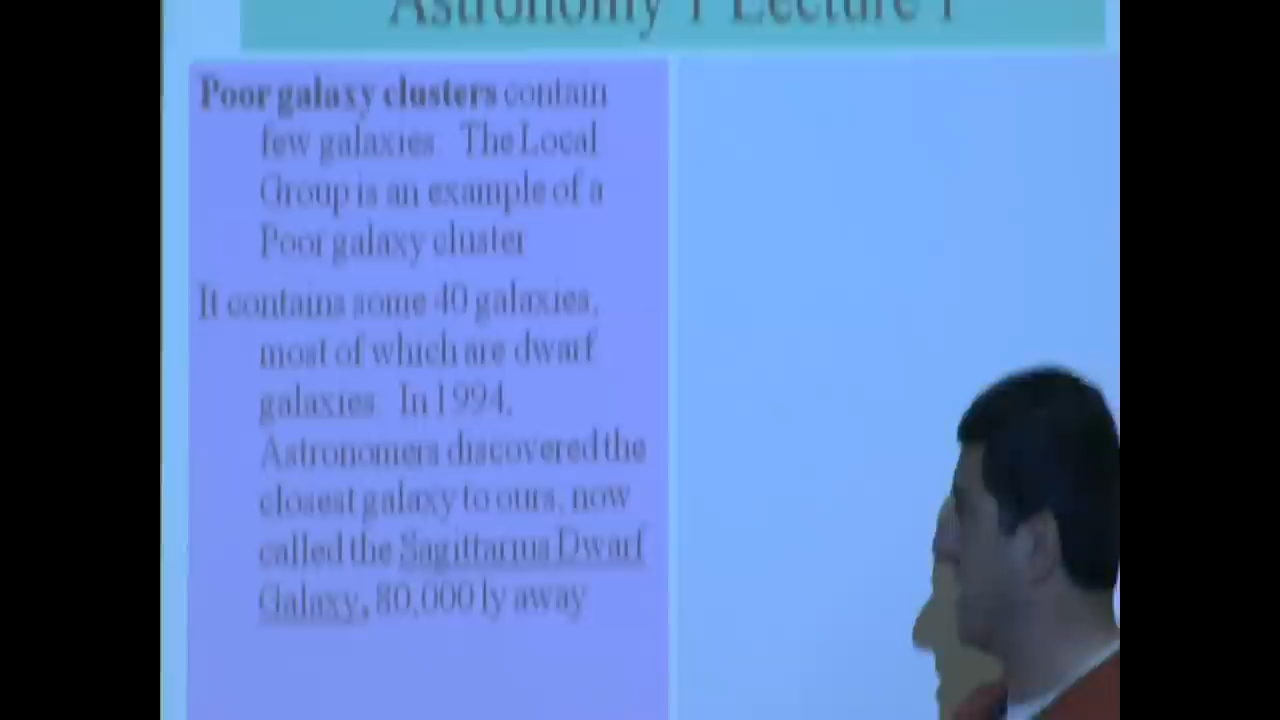 Astronomy 1 Lecture 1
Poor galaxy clusters contain
few galaxies The Local
Group is an example of a
Poor galaxy cluster
It contains some 40 galaxies,
most of which are dwarf
galaxies. In 1994,
Astronomers discovered the
closest galaxy to ours, now
called the Sagittarius Dwarf
Galaxy, 80,000 ly away